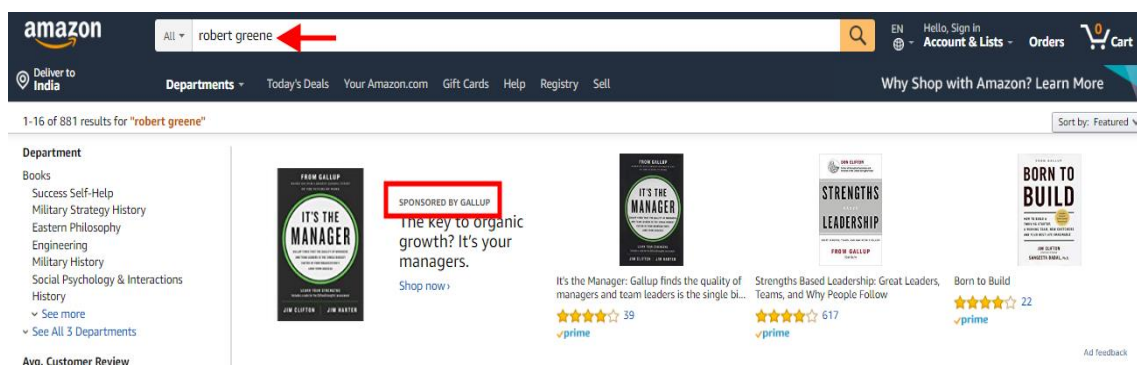 amazon
All
robert greene
EN
Hello, Sign in
Account & Lists
Orders
0
Cart
Deliver to
India
Departments
Today's Deals
Your Amazon.com
Gift Cards
Help
Registry
Sell
Why Shop with Amazon? Learn More
1-16 of 881 results for "robert greene"
Sort by: Featured
Department
Books
Success Self-Help
Military Strategy History
Eastern Philosophy
Engineering
Military History
Social Psychology & Interactions
History
See more
See All 3 Departments
Avg. Customer Review
FROM GALLUP
IT'S THE
MANAGER
JIM CLIFTON
JIM HARTER
SPONSORED BY GALLUP
The key to organic
growth? It's your
managers.
Shop now ›
FROM GALLUP
IT'S THE
MANAGER
JIM CLIFTON
JIM HARTER
It's the Manager: Gallup finds the quality of
managers and team leaders is the single bi...
39
prime
STRENGTHS
LEADERSHIP
FROM GALLUP
Strengths Based Leadership: Great Leaders,
Teams, and Why People Follow
617
prime
BORN TO
BUILD
JIM CLIFTON
Born to Build
22
prime
Ad feedback